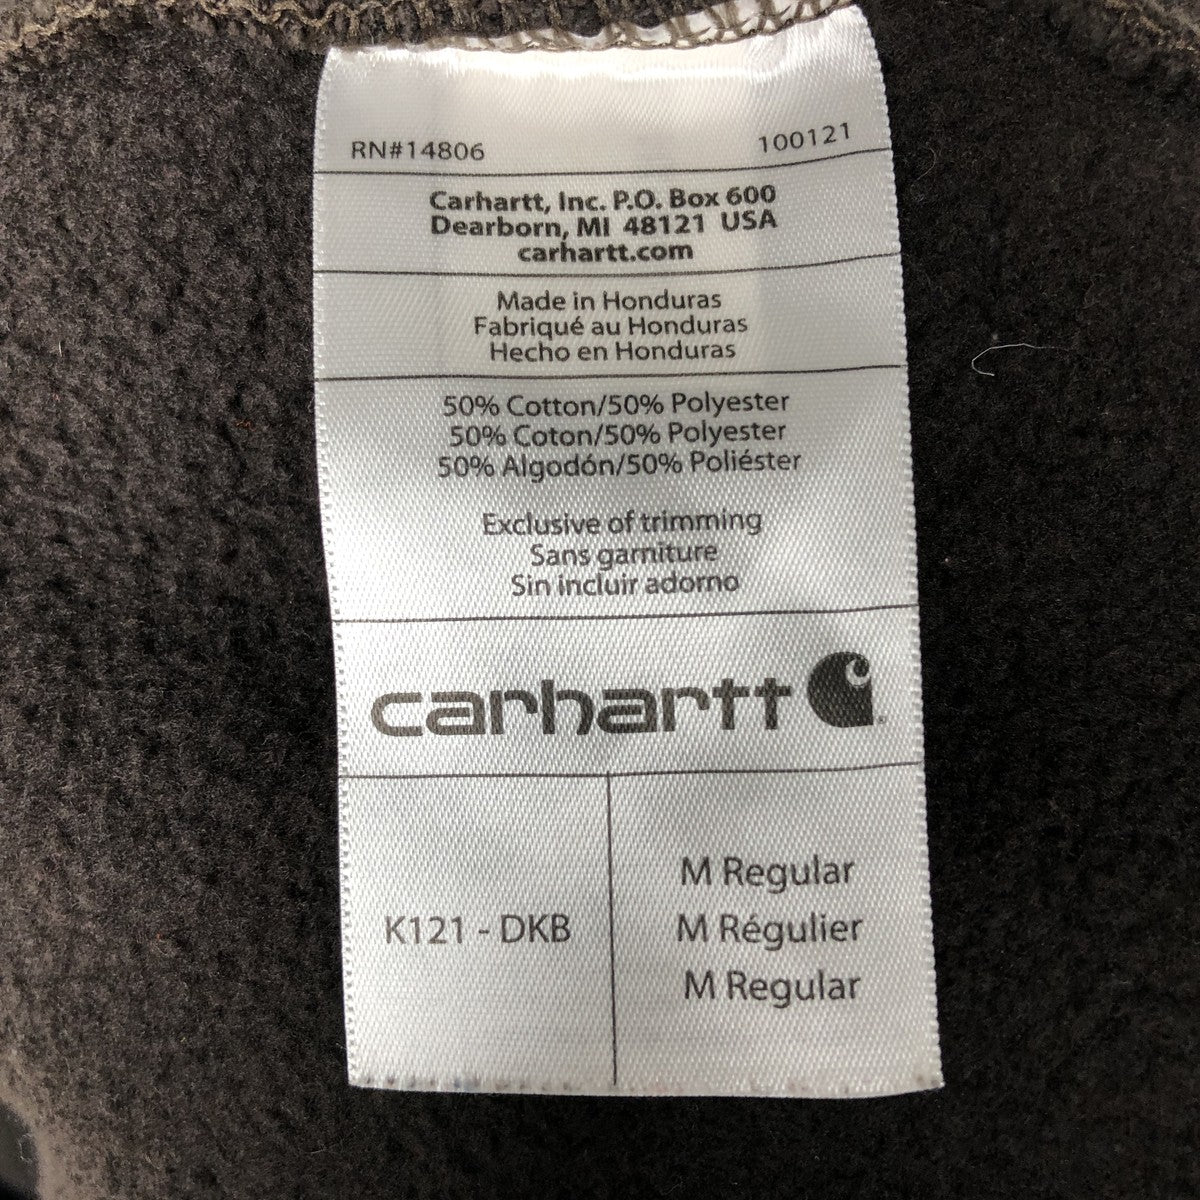 RN#14806 100121
Carhartt, Inc. P.O. Box 600
Dearborn, MI 48121 USA
carhartt.com
Made in Honduras
Fabriqué au Honduras
Hecho en Honduras
50% Cotton/50% Polyester
50% Coton/50% Polyester
50% Algodón/50% Poliéster
Exclusive of trimming
Sans garniture
Sin incluir adorno
carhartt
M Regular
K121 - DKB M Régulier
M Regular